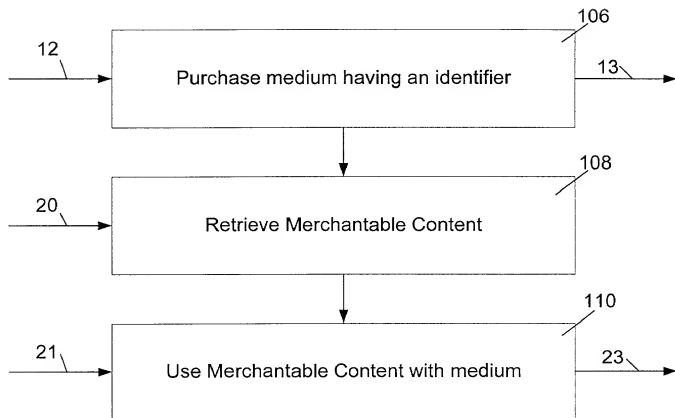 106
12
Purchase medium having an identifier
13
108
20
Retrieve Merchantable Content
110
21
Use Merchantable Content with medium
23